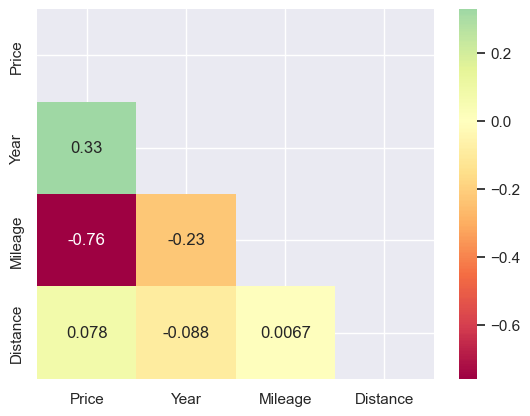 Price
Year
Mileage
Distance
0.33
-0.76 -0.23
0.078 -0.088 0.0067
Price Year Mileage Distance
0.2
0.0
−0.2
−0.4
−0.6